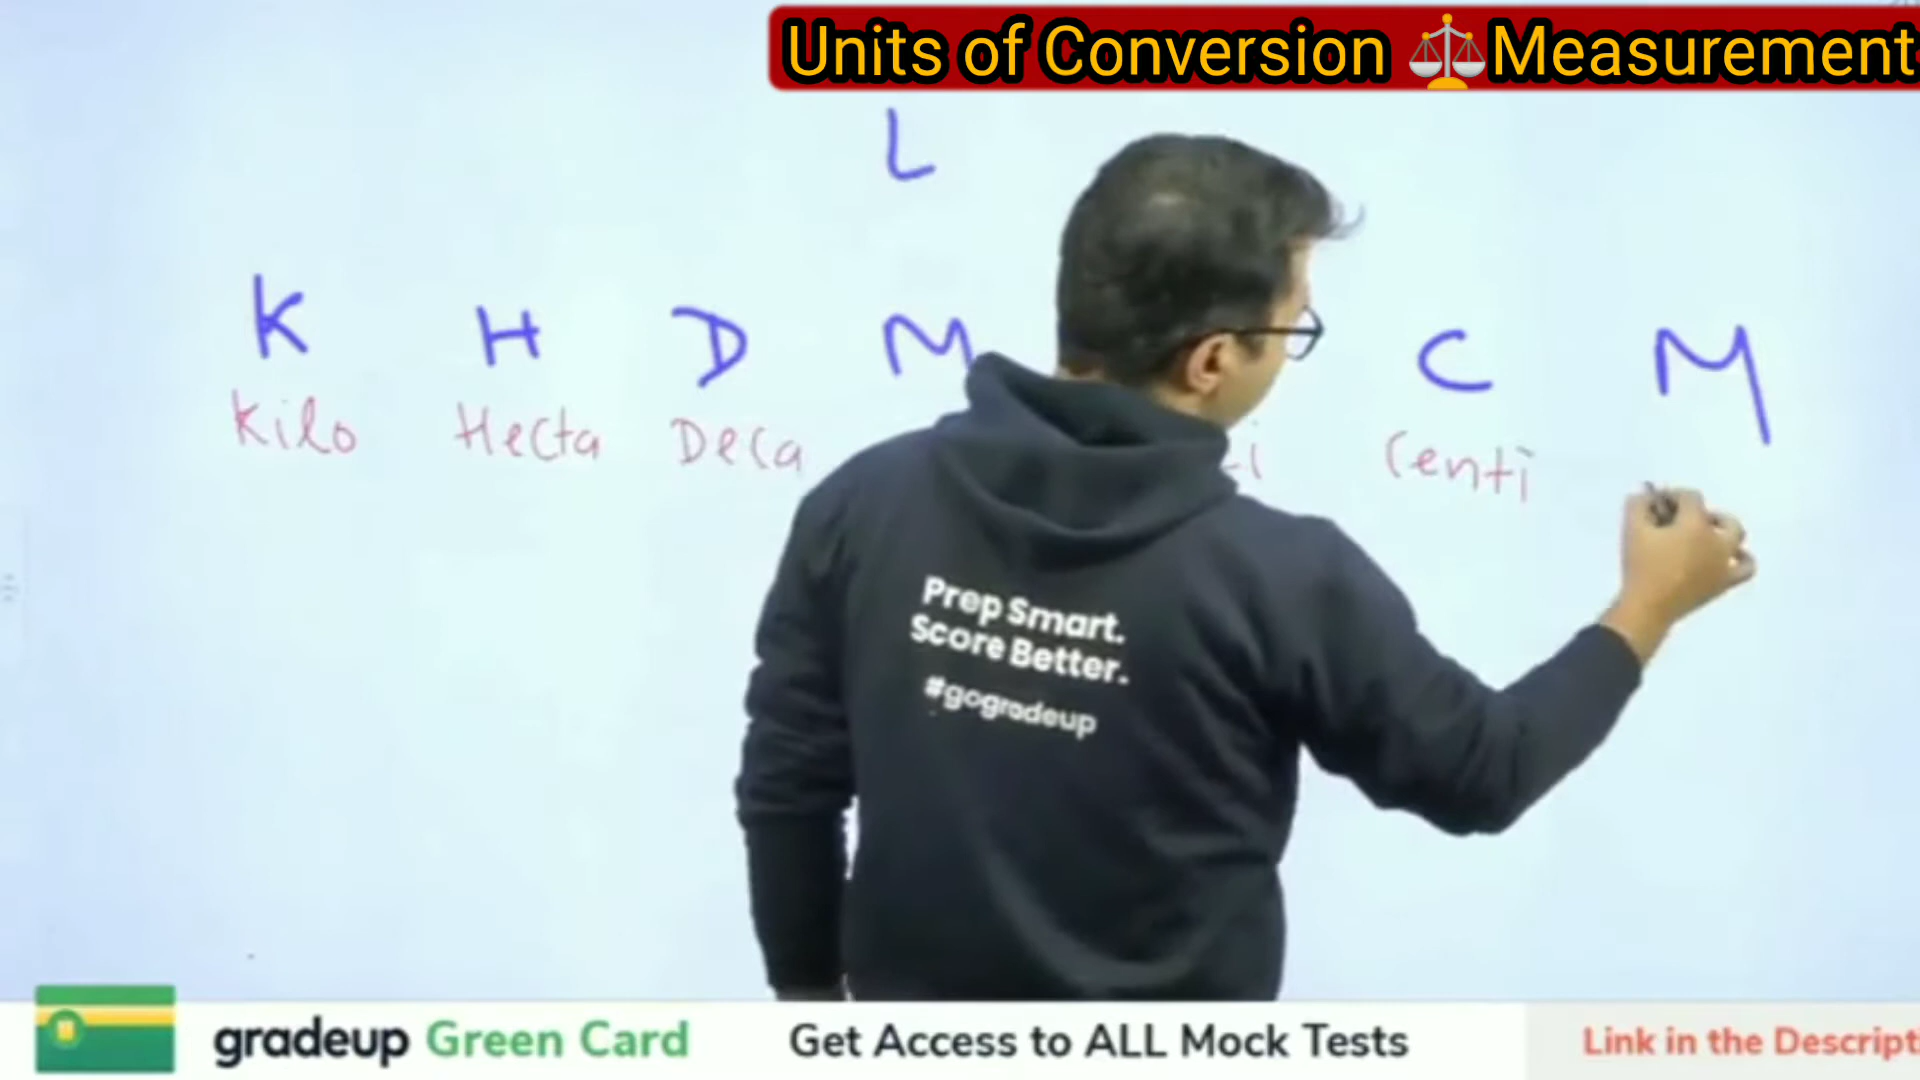 Units of Conversion ⚖️Measurement
L
K H D M C M
Kilo Hecta Deca i Centi
Prep Smart.
Score Better.
#gogradeup
gradeup Green Card Get Access to ALL Mock Tests Link in the Descript